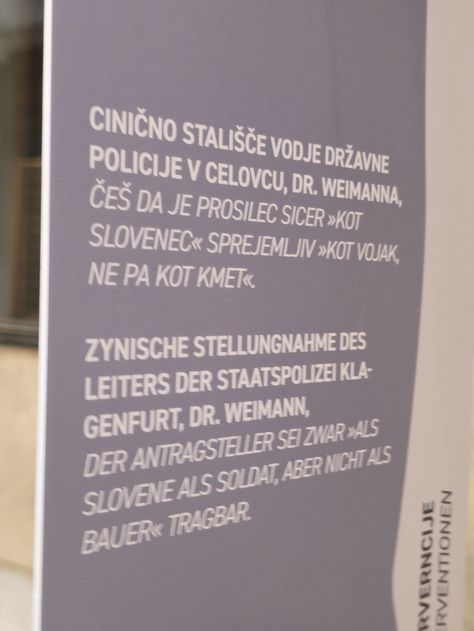 CINIČNO STALIŠČE VODJE DRŽAVNE
POLICIJE V CELOVCU, DR. WEIMANNA,
ČEŠ DA JE PROSILEC SICER »KOT
SLOVENEC« SPREJEMLJIV »KOT VOJAK,
NE PA KOT KMET«.
ZYNISCHE STELLUNGNAHME DES
LEITERS DER STAATSPOLIZEI KLA-
GENFURT, DR. WEIMANN,
DER ANTRAGSTELLER SEI ZWAR »ALS
SLOVENE ALS SOLDAT, ABER NICHT ALS
BAUER« TRAGBAR.
RVERNCIJE
ERVENTIONEN